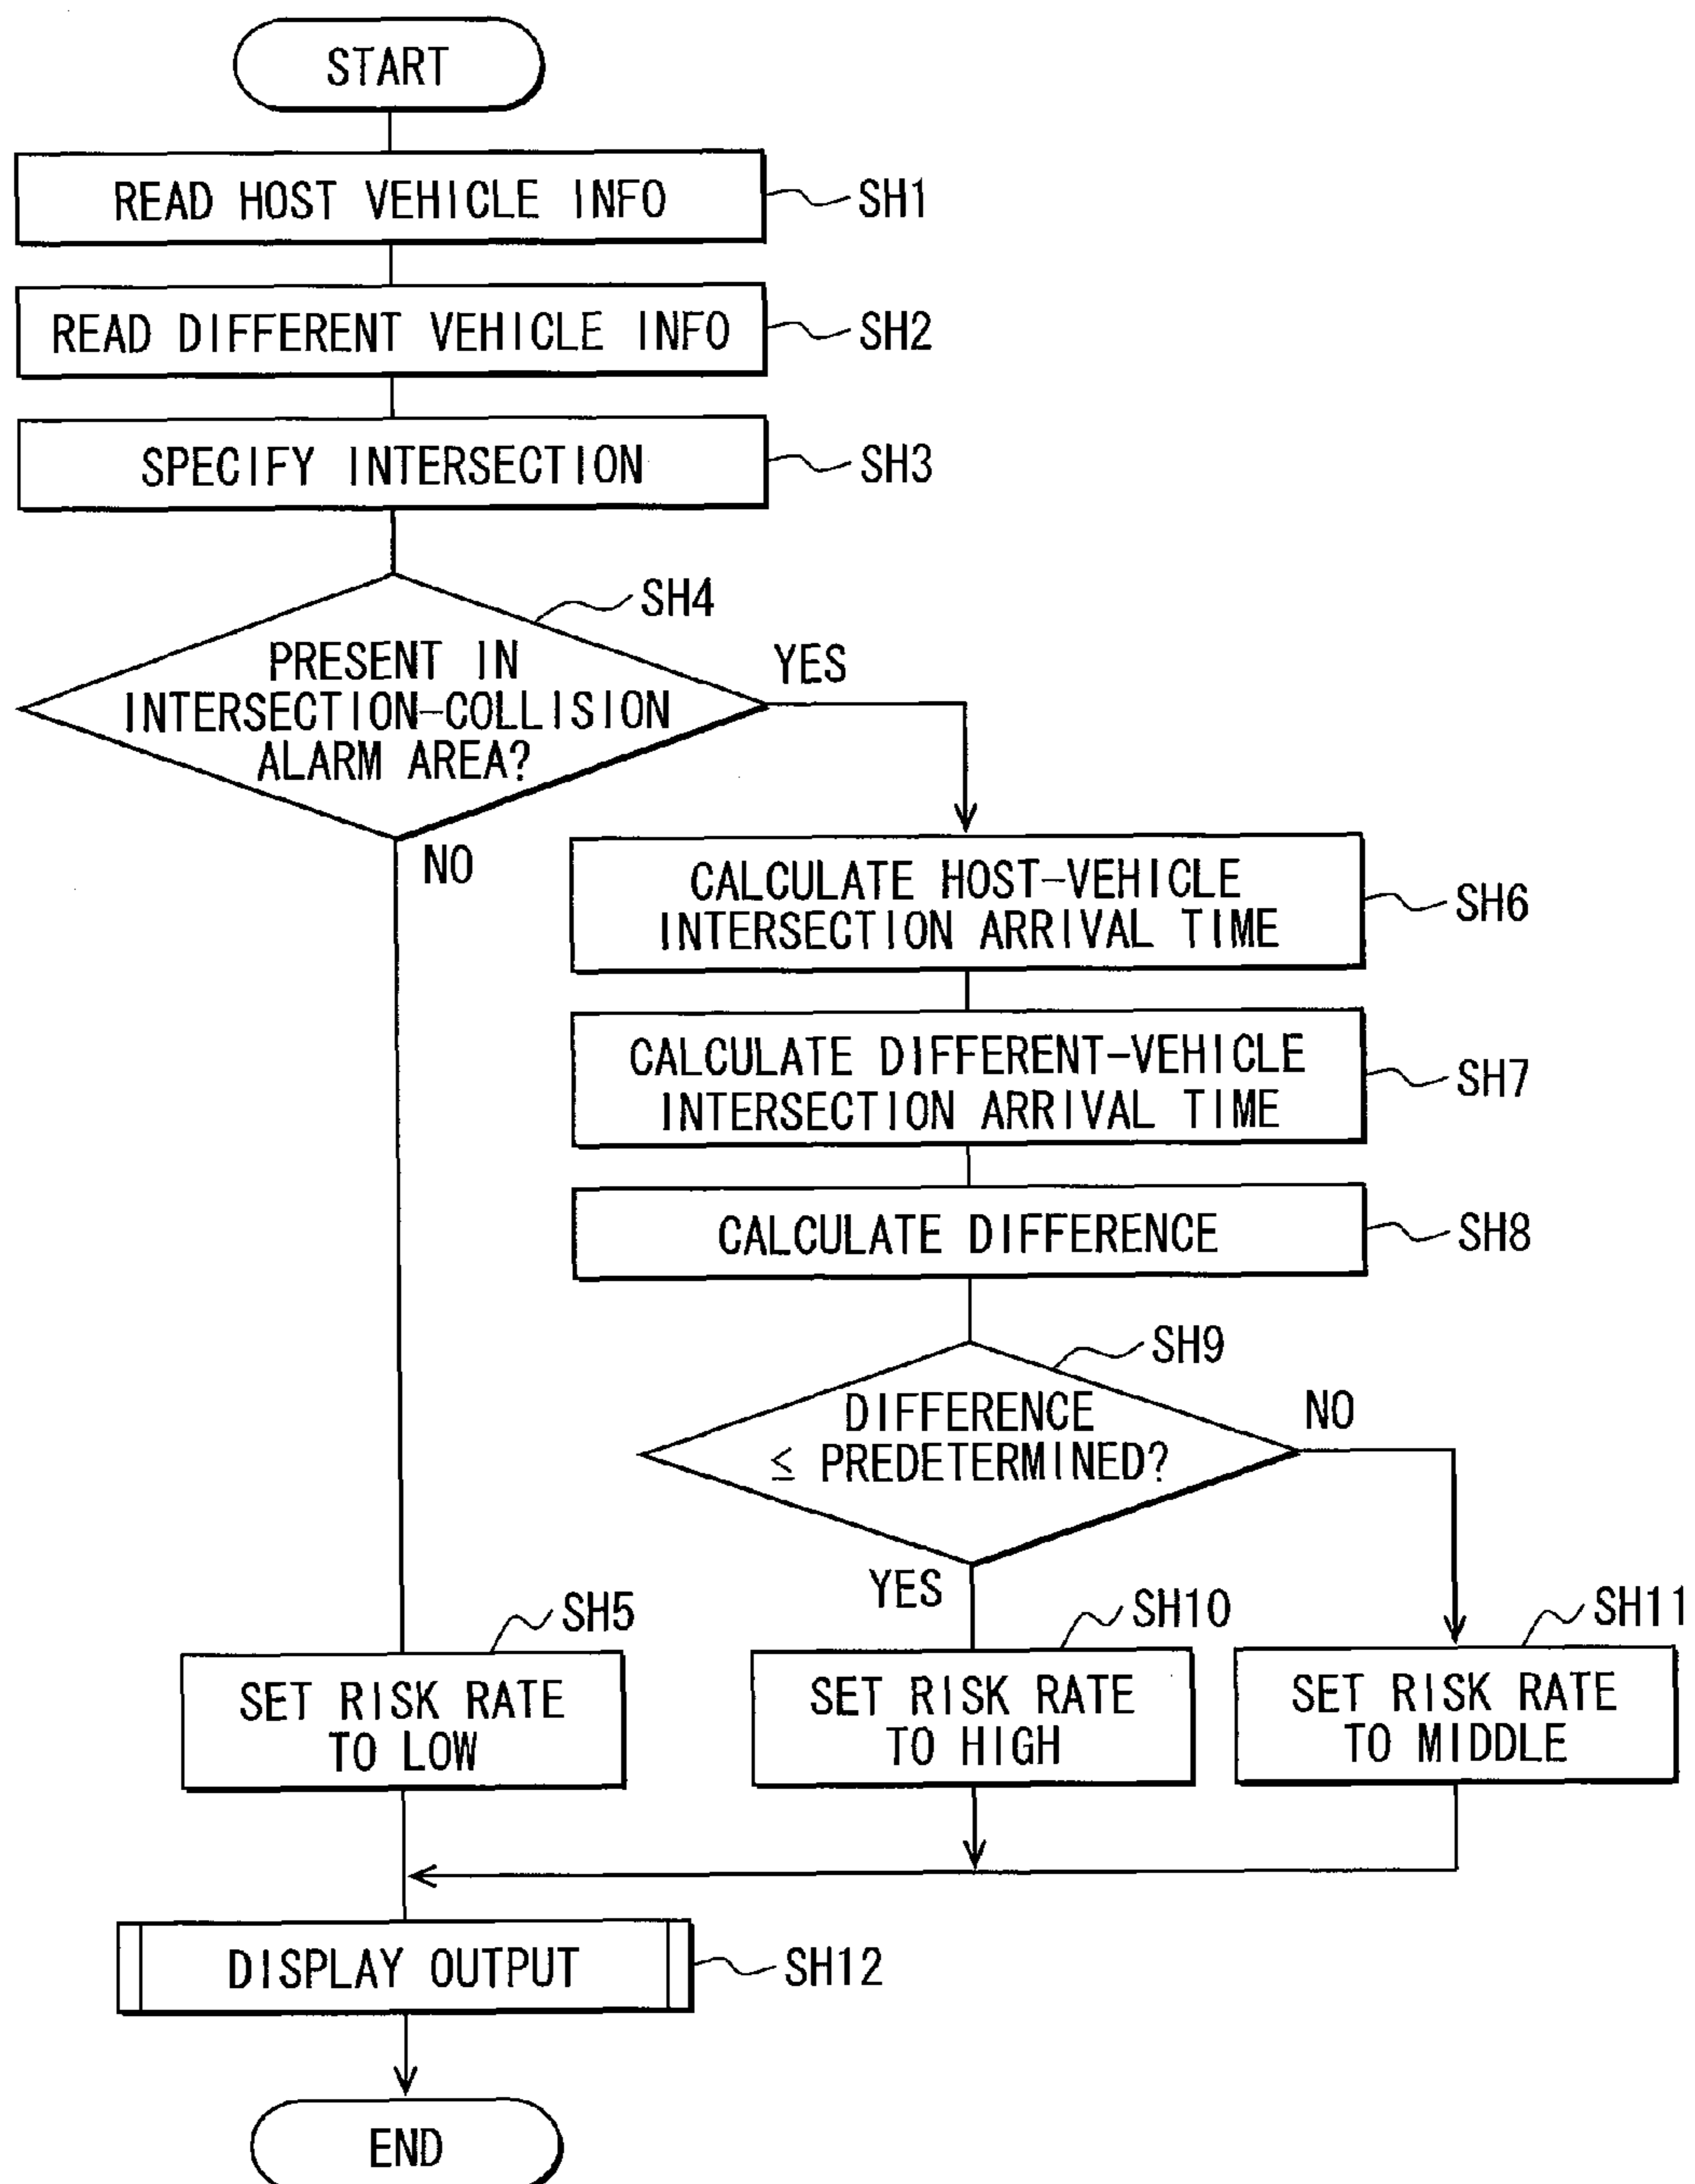 START
READ HOST VEHICLE INFO
SH1
READ DIFFERENT VEHICLE INFO
SH2
SPECIFY INTERSECTION
SH3
SH4
PRESENT IN
INTERSECTION-COLLISION
ALARM AREA?
YES
NO
CALCULATE HOST-VEHICLE
INTERSECTION ARRIVAL TIME
SH6
CALCULATE DIFFERENT-VEHICLE
INTERSECTION ARRIVAL TIME
SH7
CALCULATE DIFFERENCE
SH8
SH9
DIFFERENCE
≤ PREDETERMINED?
NO
YES
SH5
SET RISK RATE
TO LOW
SH10
SET RISK RATE
TO HIGH
SH11
SET RISK RATE
TO MIDDLE
DISPLAY OUTPUT
SH12
END